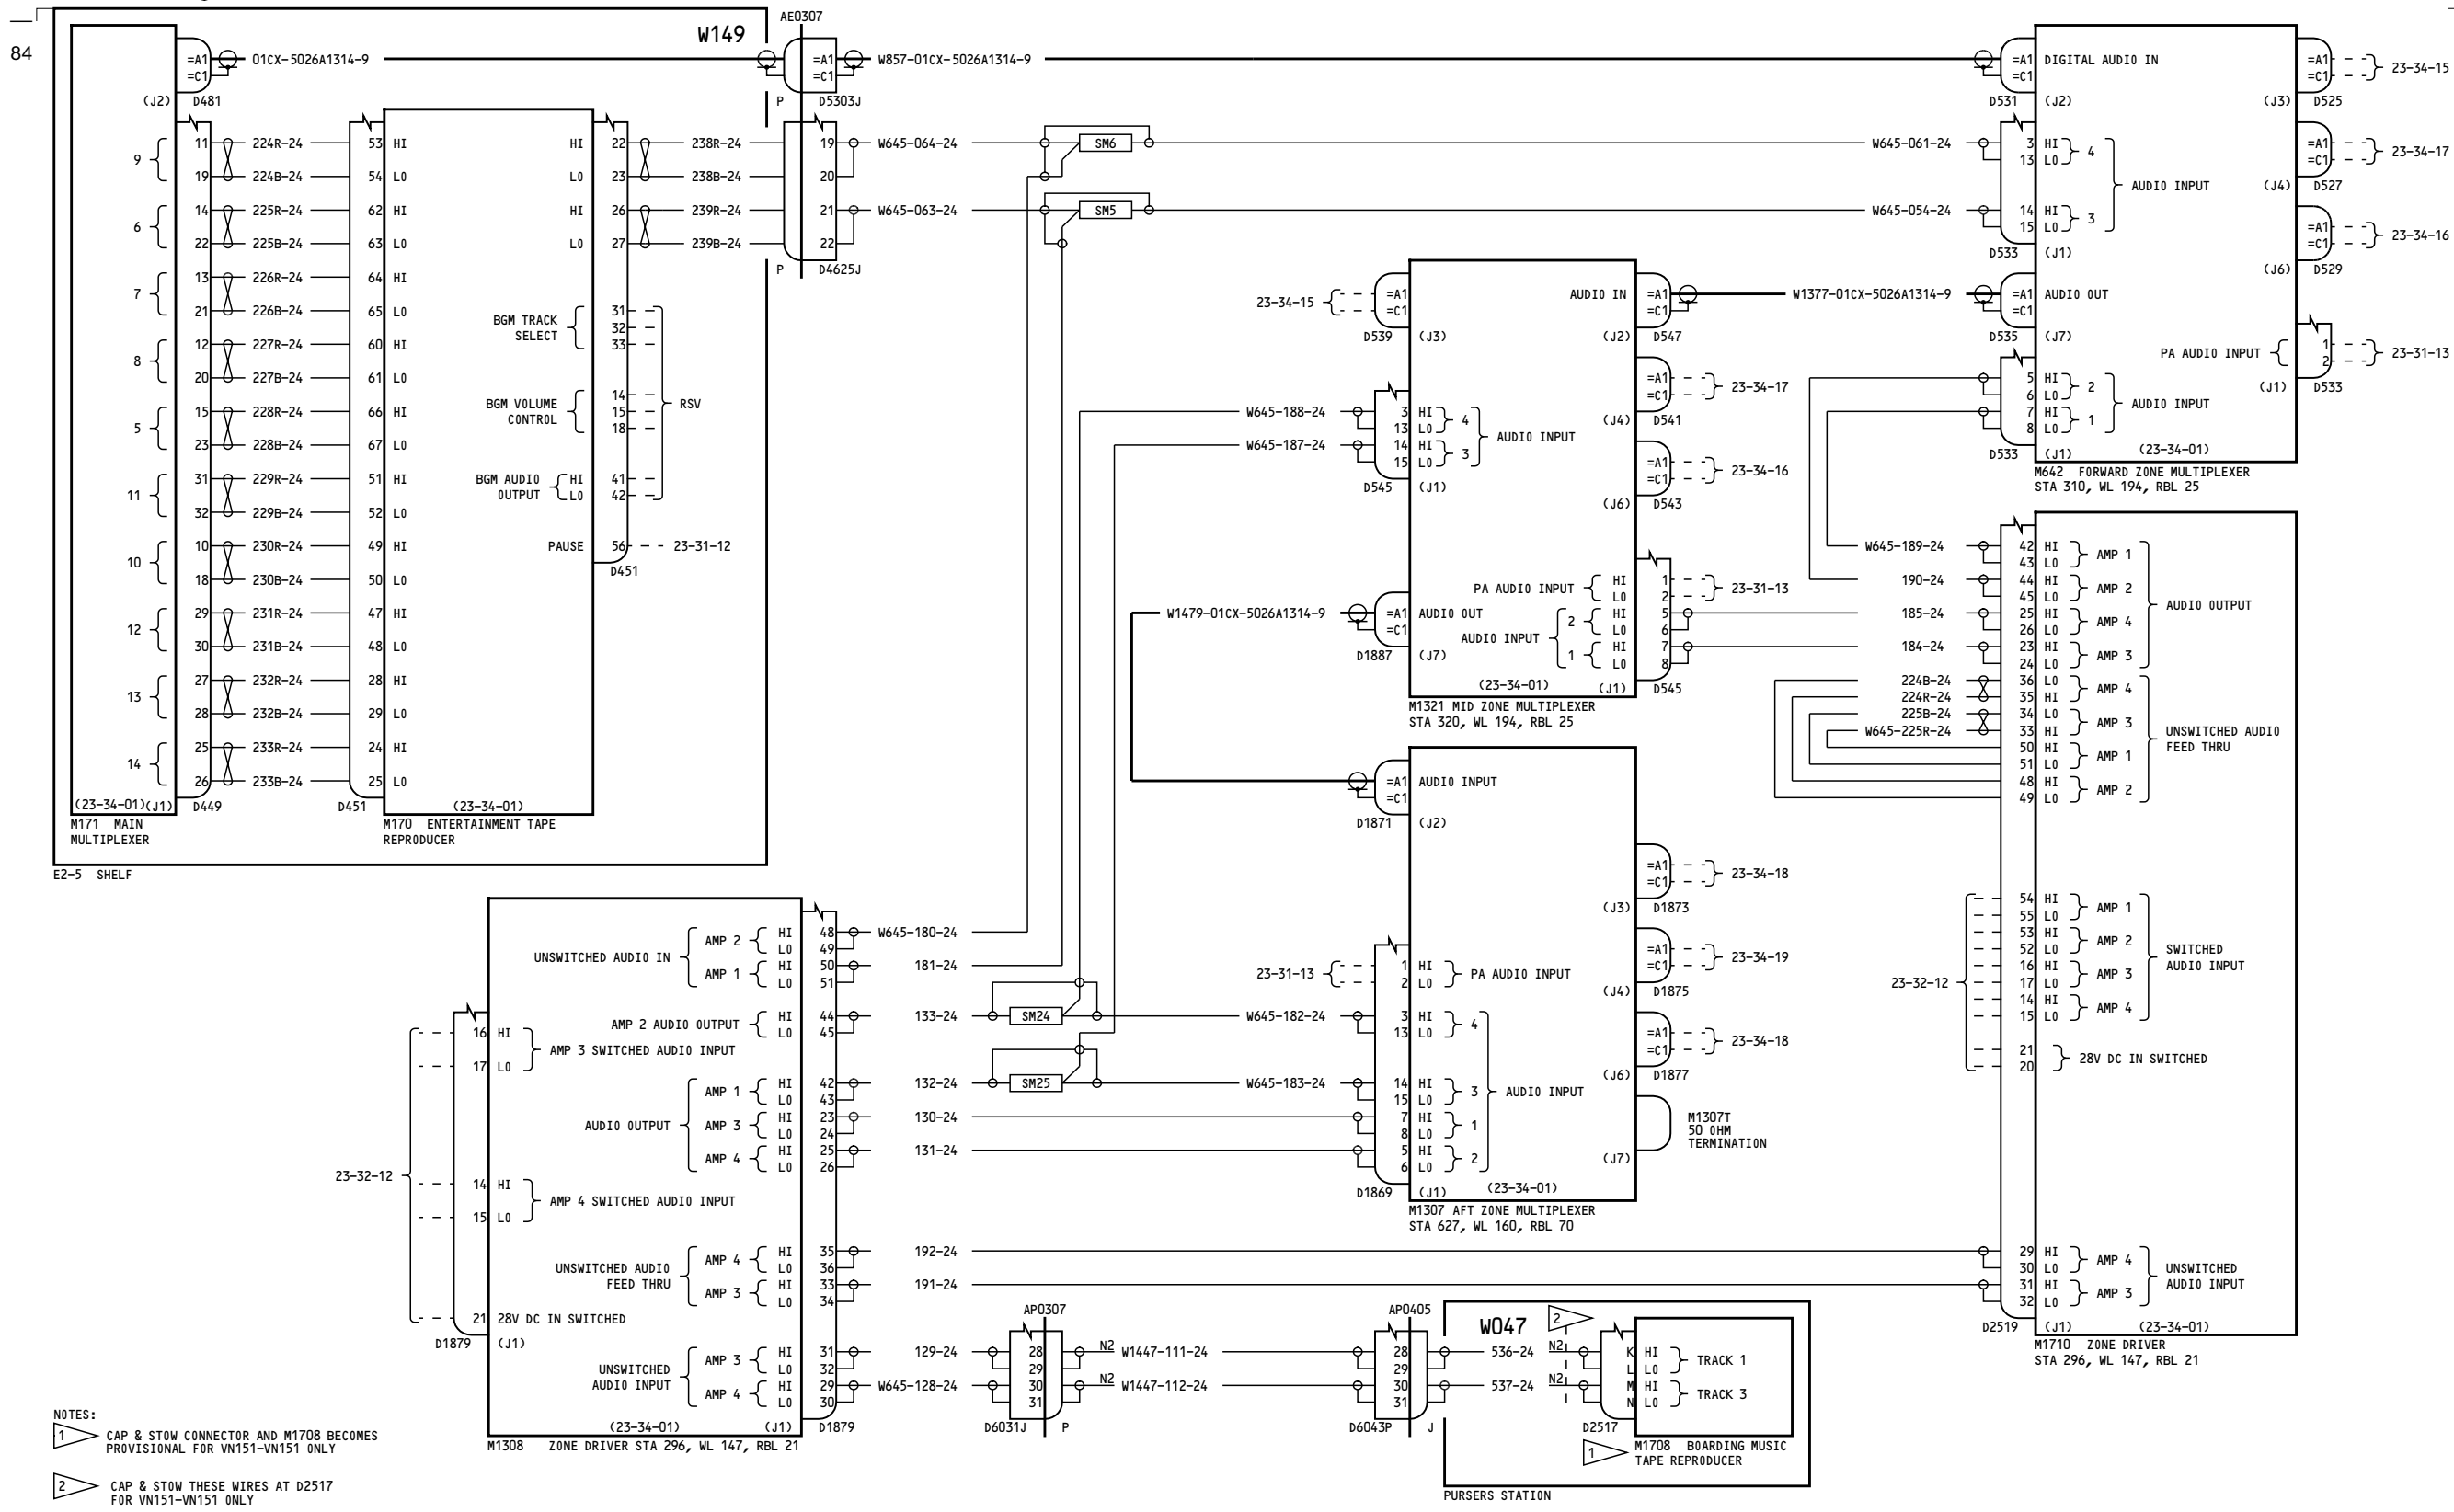 84
W149
AE0307
=A1
=C1
01CX-5026A1314-9
(J2)
D481
P
=A1
=C1
D5303J
W857-01CX-5026A1314-9
9
11
224R-24
53
HI
19
224B-24
54
LO
6
14
225R-24
62
HI
22
225B-24
63
LO
7
13
226R-24
64
HI
21
226B-24
65
LO
8
12
227R-24
60
HI
20
227B-24
61
LO
5
15
228R-24
66
HI
23
228B-24
67
LO
11
31
229R-24
51
HI
32
229B-24
52
LO
10
10
230R-24
49
HI
18
230B-24
50
LO
12
29
231R-24
47
HI
30
231B-24
48
LO
13
27
232R-24
28
HI
28
232B-24
29
LO
14
25
233R-24
24
HI
26
233B-24
25
LO
(23-34-01)(J1)
D449
D451
(23-34-01)
M171 MAIN
MULTIPLEXER
M170 ENTERTAINMENT TAPE
REPRODUCER
E2-5 SHELF
HI
22
238R-24
19
W645-064-24
LO
23
238B-24
20
HI
26
239R-24
21
W645-063-24
LO
27
239B-24
22
P
D4625J
BGM TRACK
SELECT
31
32
33
BGM VOLUME
CONTROL
14
15
18
RSV
BGM AUDIO
OUTPUT
HI
LO
41
42
PAUSE
56
23-31-12
D451
SM6
SM5
W645-061-24
W645-054-24
=A1
=C1
DIGITAL AUDIO IN
D531
(J2)
3
13
HI
LO
4
AUDIO INPUT
14
15
HI
LO
3
D533
(J1)
=A1
=C1
AUDIO OUT
D535
(J7)
5
6
HI
LO
2
AUDIO INPUT
7
8
HI
LO
1
D533
(J1)
(23-34-01)
=A1
=C1
23-34-15
(J3)
D525
=A1
=C1
23-34-17
(J4)
D527
=A1
=C1
23-34-16
(J6)
D529
PA AUDIO INPUT
1
2
23-31-13
(J1)
D533
M642 FORWARD ZONE MULTIPLEXER
STA 310, WL 194, RBL 25
23-34-15
=A1
=C1
D539
(J3)
AUDIO IN
=A1
=C1
(J2)
D547
W1377-01CX-5026A1314-9
=A1
=C1
23-34-17
(J4)
D541
=A1
=C1
23-34-16
(J6)
D543
W645-188-24
3
13
HI
LO
4
AUDIO INPUT
W645-187-24
14
15
HI
LO
3
D545
(J1)
PA AUDIO INPUT
HI
LO
1
2
23-31-13
AUDIO INPUT
2
HI
LO
5
6
185-24
1
HI
LO
7
8
184-24
W1479-01CX-5026A1314-9
=A1
=C1
AUDIO OUT
D1887
(J7)
(23-34-01)
(J1)
D545
M1321 MID ZONE MULTIPLEXER
STA 320, WL 194, RBL 25
=A1
=C1
AUDIO INPUT
D1871
(J2)
=A1
=C1
23-34-18
(J3)
D1873
=A1
=C1
23-34-19
(J4)
D1875
=A1
=C1
23-34-18
(J6)
D1877
M1307T
50 OHM
TERMINATION
(J7)
23-31-13
1
2
HI
LO
PA AUDIO INPUT
W645-182-24
3
13
HI
LO
4
W645-183-24
14
15
HI
LO
3
AUDIO INPUT
7
8
HI
LO
1
5
6
HI
LO
2
D1869
(J1)
(23-34-01)
M1307 AFT ZONE MULTIPLEXER
STA 627, WL 160, RBL 70
W645-189-24
42
43
HI
LO
AMP 1
190-24
44
45
HI
LO
AMP 2
AUDIO OUTPUT
25
26
HI
LO
AMP 4
23
24
HI
LO
AMP 3
224B-24
36
LO
224R-24
35
HI
AMP 4
225B-24
34
LO
W645-225R-24
33
HI
AMP 3
UNSWITCHED AUDIO
FEED THRU
50
51
HI
LO
AMP 1
48
49
HI
LO
AMP 2
23-32-12
54
55
HI
LO
AMP 1
53
52
HI
LO
AMP 2
SWITCHED
AUDIO INPUT
16
17
HI
LO
AMP 3
14
15
HI
LO
AMP 4
21
20
28V DC IN SWITCHED
29
30
HI
LO
AMP 4
UNSWITCHED
AUDIO INPUT
31
32
HI
LO
AMP 3
D2519
(J1)
(23-34-01)
M1710 ZONE DRIVER
STA 296, WL 147, RBL 21
UNSWITCHED AUDIO IN
AMP 2
HI
LO
48
49
W645-180-24
AMP 1
HI
LO
50
51
181-24
AMP 2 AUDIO OUTPUT
HI
LO
44
45
133-24
SM24
16
HI
17
LO
AMP 3 SWITCHED AUDIO INPUT
AUDIO OUTPUT
AMP 1
HI
LO
42
43
132-24
SM25
AMP 3
HI
LO
23
24
130-24
AMP 4
HI
LO
25
26
131-24
23-32-12
14
HI
15
LO
AMP 4 SWITCHED AUDIO INPUT
UNSWITCHED AUDIO
FEED THRU
AMP 4
HI
LO
35
36
192-24
AMP 3
HI
LO
33
34
191-24
21
28V DC IN SWITCHED
D1879
(J1)
UNSWITCHED
AUDIO INPUT
AMP 3
HI
LO
31
32
129-24
AMP 4
HI
LO
29
30
W645-128-24
(23-34-01)
(J1)
D1879
M1308 ZONE DRIVER STA 296, WL 147, RBL 21
AP0307
28
29
30
31
D6031J
P
N2
W1447-111-24
N2
W1447-112-24
AP0405
28
29
30
31
D6043P
J
W047
2
536-24
N2
537-24
N2
K
L
HI
LO
TRACK 1
M
N
HI
LO
TRACK 3
D2517
1
M1708 BOARDING MUSIC
TAPE REPRODUCER
PURSERS STATION
NOTES:
1 CAP & STOW CONNECTOR AND M1708 BECOMES
PROVISIONAL FOR VN151-VN151 ONLY
2 CAP & STOW THESE WIRES AT D2517
FOR VN151-VN151 ONLY